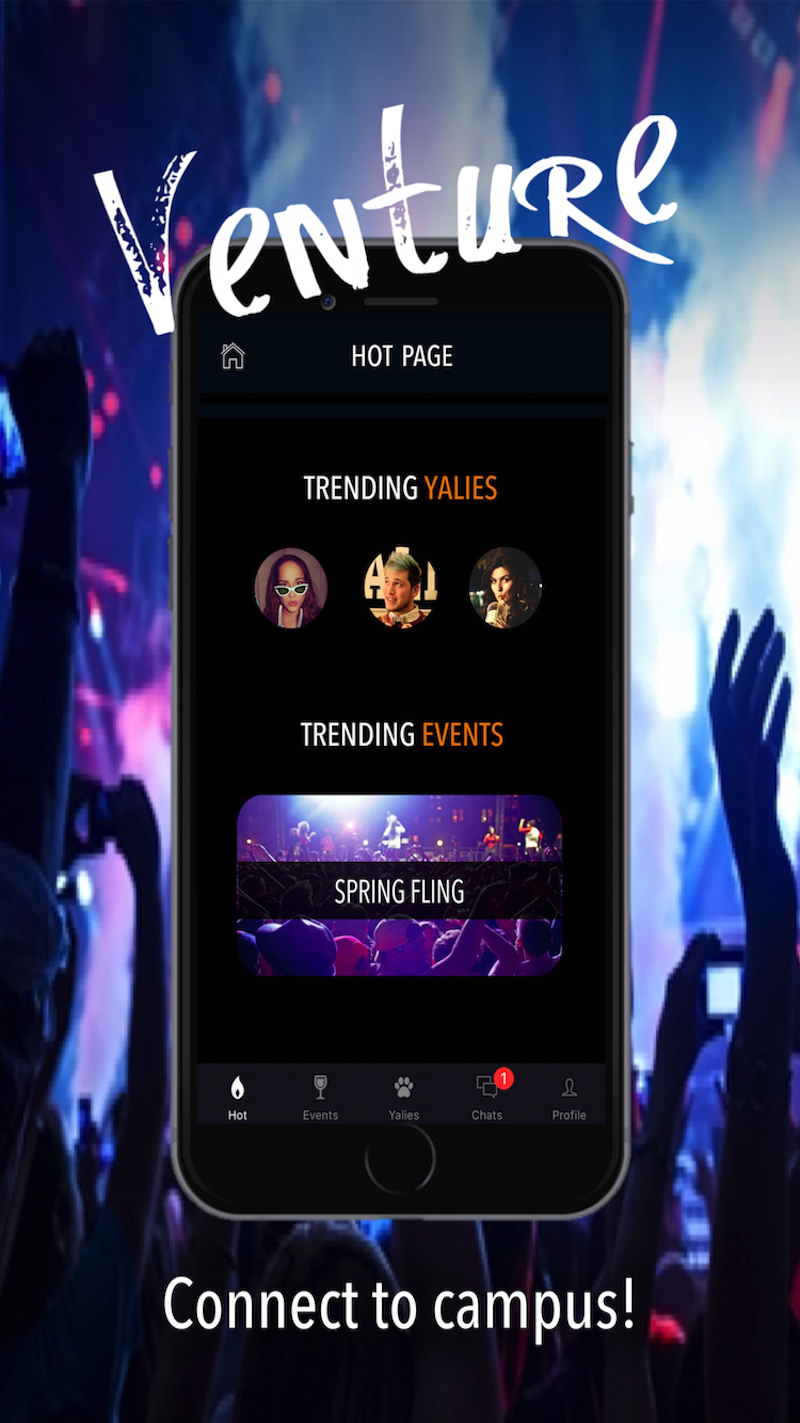 Venture
HOT PAGE
TRENDING YALIES
TRENDING EVENTS
SPRING FLING
1
Hot
Events
Yalies
Chats
Profile
Connect to campus!